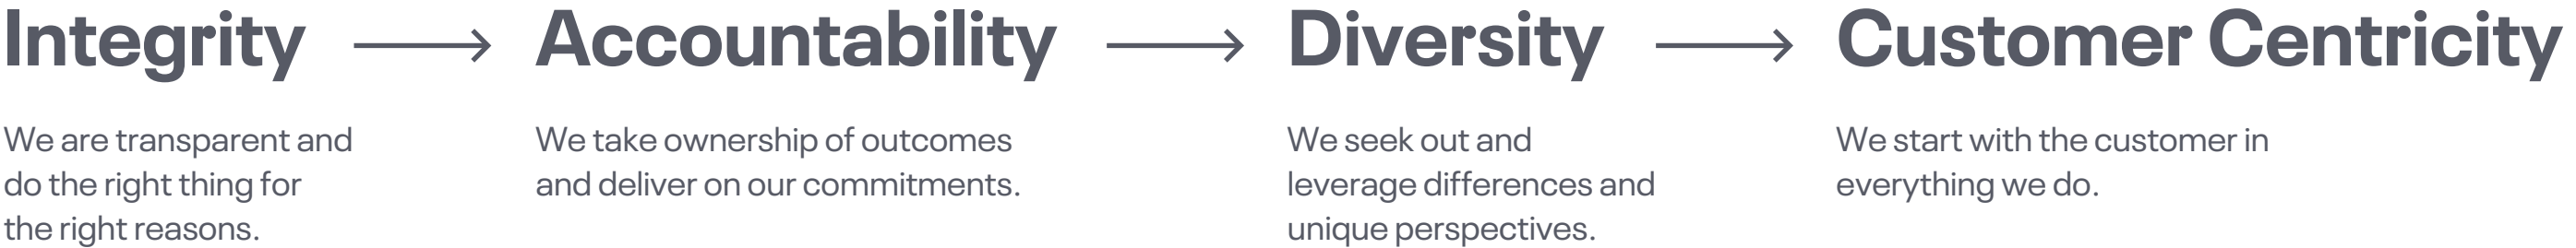 Integrity
We are transparent and
do the right thing for
the right reasons.
Accountability
We take ownership of outcomes
and deliver on our commitments.
Diversity
We seek out and
leverage differences and
unique perspectives.
Customer Centricity
We start with the customer in
everything we do.